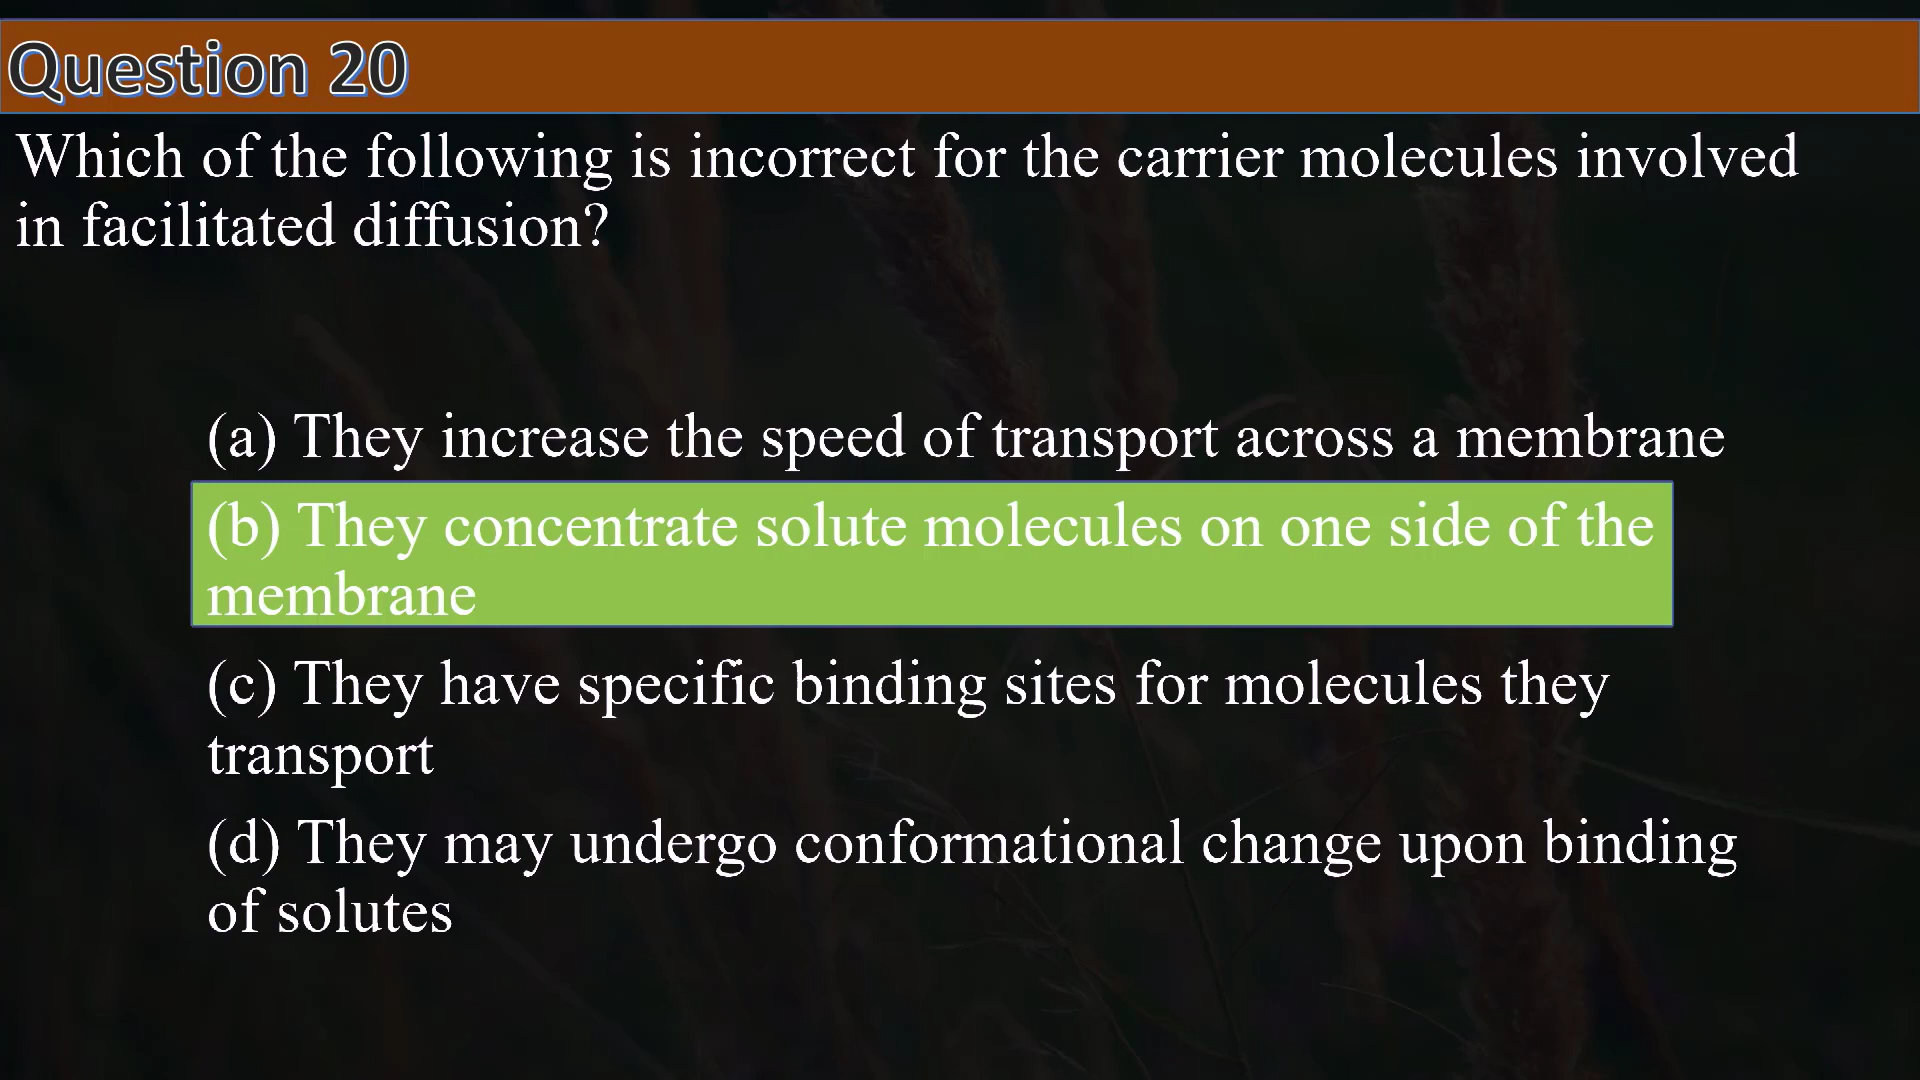 Question 20
Which of the following is incorrect for the carrier molecules involved
in facilitated diffusion?
(a) They increase the speed of transport across a membrane
(b) They concentrate solute molecules on one side of the
membrane
(c) They have specific binding sites for molecules they
transport
(d) They may undergo conformational change upon binding
of solutes